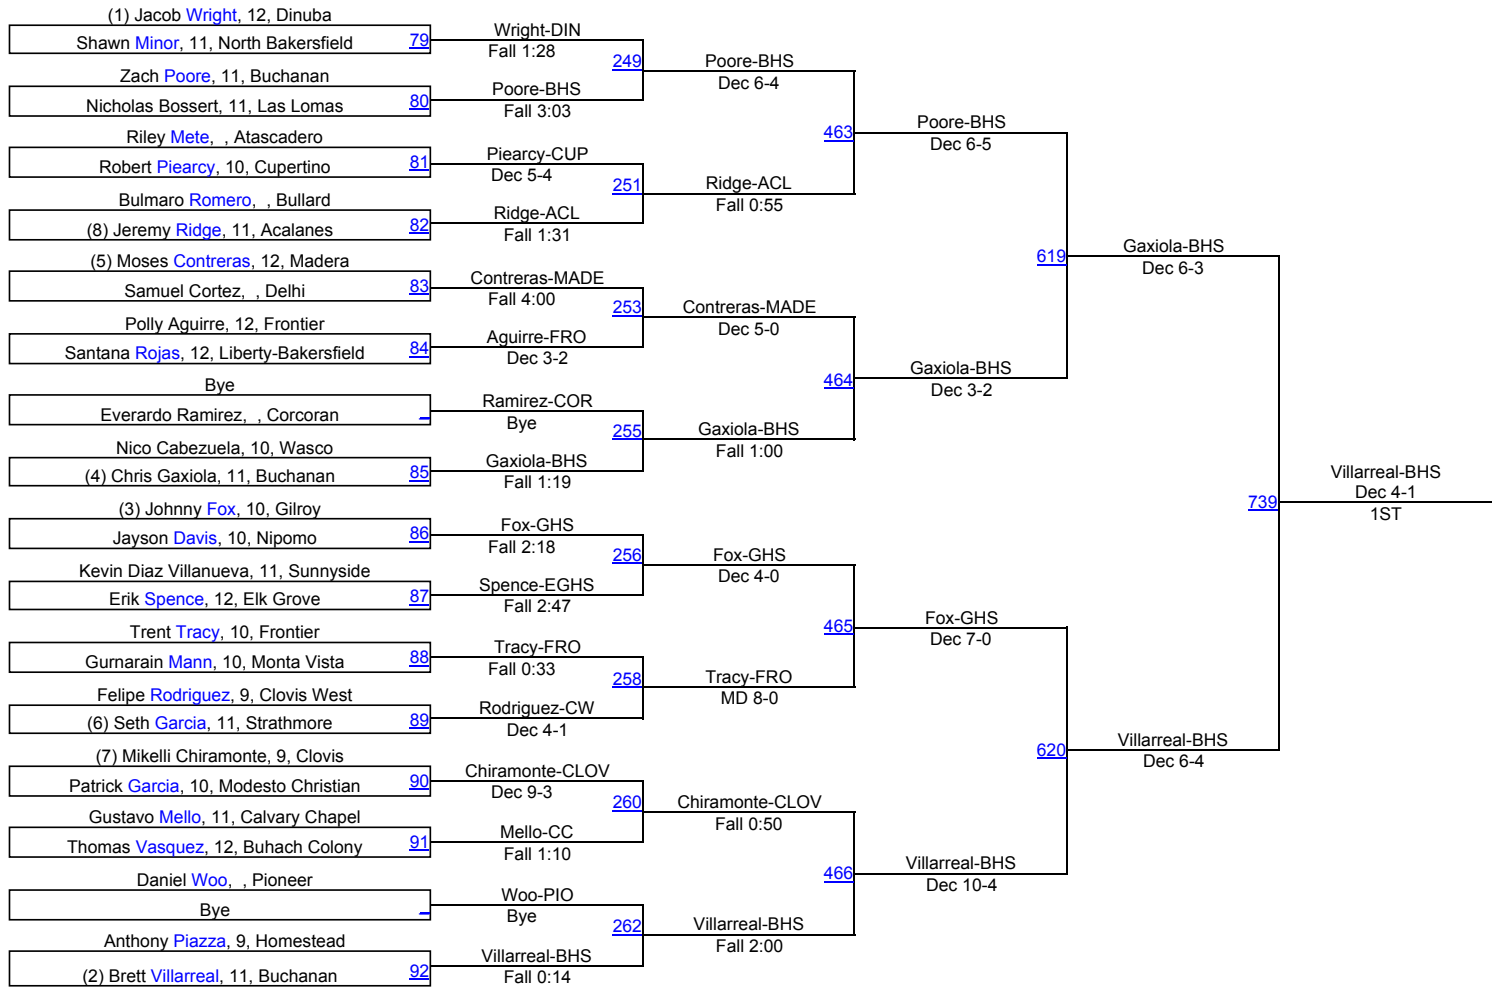 (1) Jacob Wright, 12, Dinuba
Shawn Minor, 11, North Bakersfield 79
Zach Poore, 11, Buchanan
Nicholas Bossert, 11, Las Lomas 80
Riley Mete, , Atascadero
Robert Piearcy, 10, Cupertino 81
Bulmaro Romero, , Bullard
(8) Jeremy Ridge, 11, Acalanes 82
(5) Moses Contreras, 12, Madera
Samuel Cortez, , Delhi 83
Polly Aguirre, 12, Frontier
Santana Rojas, 12, Liberty-Bakersfield 84
Bye
Everardo Ramirez, , Corcoran _
Nico Cabezuela, 10, Wasco
(4) Chris Gaxiola, 11, Buchanan 85
(3) Johnny Fox, 10, Gilroy
Jayson Davis, 10, Nipomo 86
Kevin Diaz Villanueva, 11, Sunnyside
Erik Spence, 12, Elk Grove 87
Trent Tracy, 10, Frontier
Gurnarain Mann, 10, Monta Vista 88
Felipe Rodriguez, 9, Clovis West
(6) Seth Garcia, 11, Strathmore 89
(7) Mikelli Chiramonte, 9, Clovis
Patrick Garcia, 10, Modesto Christian 90
Gustavo Mello, 11, Calvary Chapel
Thomas Vasquez, 12, Buhach Colony 91
Daniel Woo, , Pioneer
Bye _
Anthony Piazza, 9, Homestead
(2) Brett Villarreal, 11, Buchanan 92
Wright-DIN
Fall 1:28
249
Poore-BHS
Fall 3:03
Piearcy-CUP
Dec 5-4
251
Ridge-ACL
Fall 1:31
Contreras-MADE
Fall 4:00
253
Aguirre-FRO
Dec 3-2
Ramirez-COR
Bye
255
Gaxiola-BHS
Fall 1:19
Fox-GHS
Fall 2:18
256
Spence-EGHS
Fall 2:47
Tracy-FRO
Fall 0:33
258
Rodriguez-CW
Dec 4-1
Chiramonte-CLOV
Dec 9-3
260
Mello-CC
Fall 1:10
Woo-PIO
Bye
262
Villarreal-BHS
Fall 0:14
Poore-BHS
Dec 6-4
463
Ridge-ACL
Fall 0:55
Contreras-MADE
Dec 5-0
464
Gaxiola-BHS
Fall 1:00
Fox-GHS
Dec 4-0
465
Tracy-FRO
MD 8-0
Chiramonte-CLOV
Fall 0:50
466
Villarreal-BHS
Fall 2:00
Poore-BHS
Dec 6-5
619
Gaxiola-BHS
Dec 3-2
Fox-GHS
Dec 7-0
620
Villarreal-BHS
Dec 10-4
Gaxiola-BHS
Dec 6-3
739
Villarreal-BHS
Dec 6-4
Villarreal-BHS
Dec 4-1
1ST